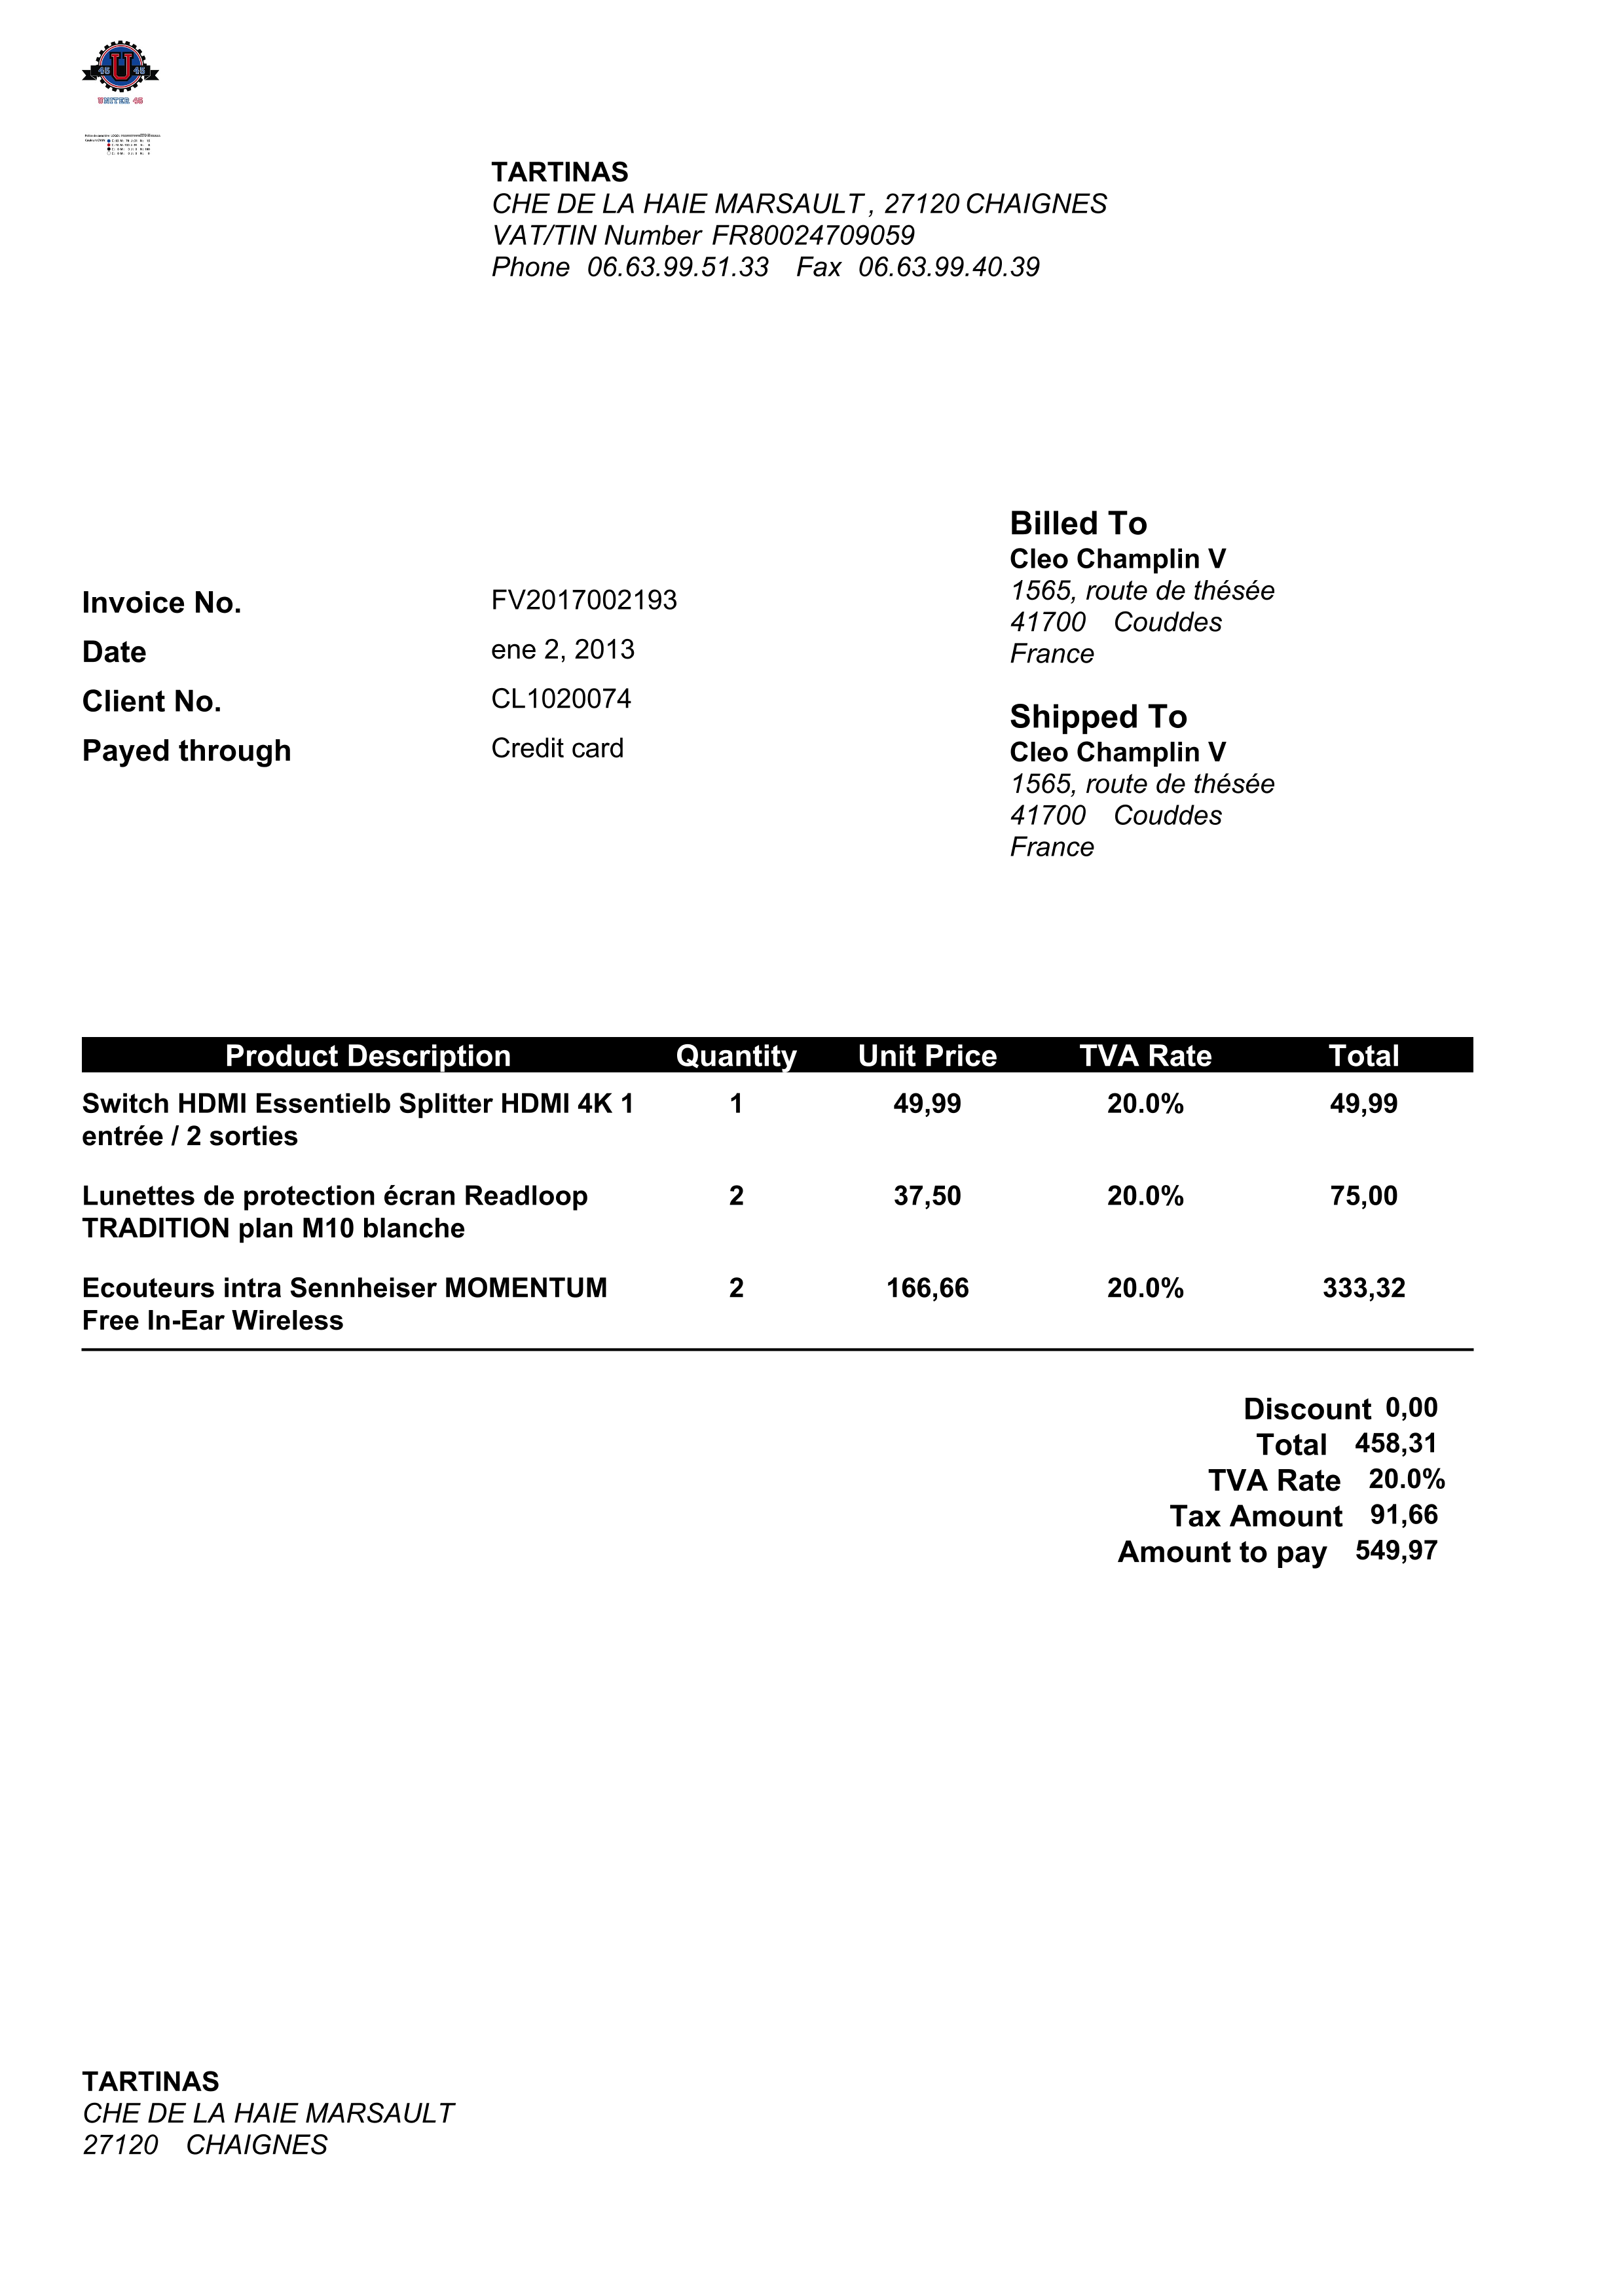 U
45 45
UNITER 45
TARTINAS
CHE DE LA HAIE MARSAULT , 27120 CHAIGNES
VAT/TIN Number FR80024709059
Phone 06.63.99.51.33 Fax 06.63.99.40.39
Billed To
Cleo Champlin V
1565, route de thésée
41700 Couddes
France
Invoice No. FV2017002193
Date ene 2, 2013
Client No. CL1020074
Payed through Credit card
Shipped To
Cleo Champlin V
1565, route de thésée
41700 Couddes
France
Product Description Quantity Unit Price TVA Rate Total
Switch HDMI Essentielb Splitter HDMI 4K 1 1 49,99 20.0% 49,99
entrée / 2 sorties
Lunettes de protection écran Readloop 2 37,50 20.0% 75,00
TRADITION plan M10 blanche
Ecouteurs intra Sennheiser MOMENTUM 2 166,66 20.0% 333,32
Free In-Ear Wireless
Discount 0,00
Total 458,31
TVA Rate 20.0%
Tax Amount 91,66
Amount to pay 549,97
TARTINAS
CHE DE LA HAIE MARSAULT
27120 CHAIGNES